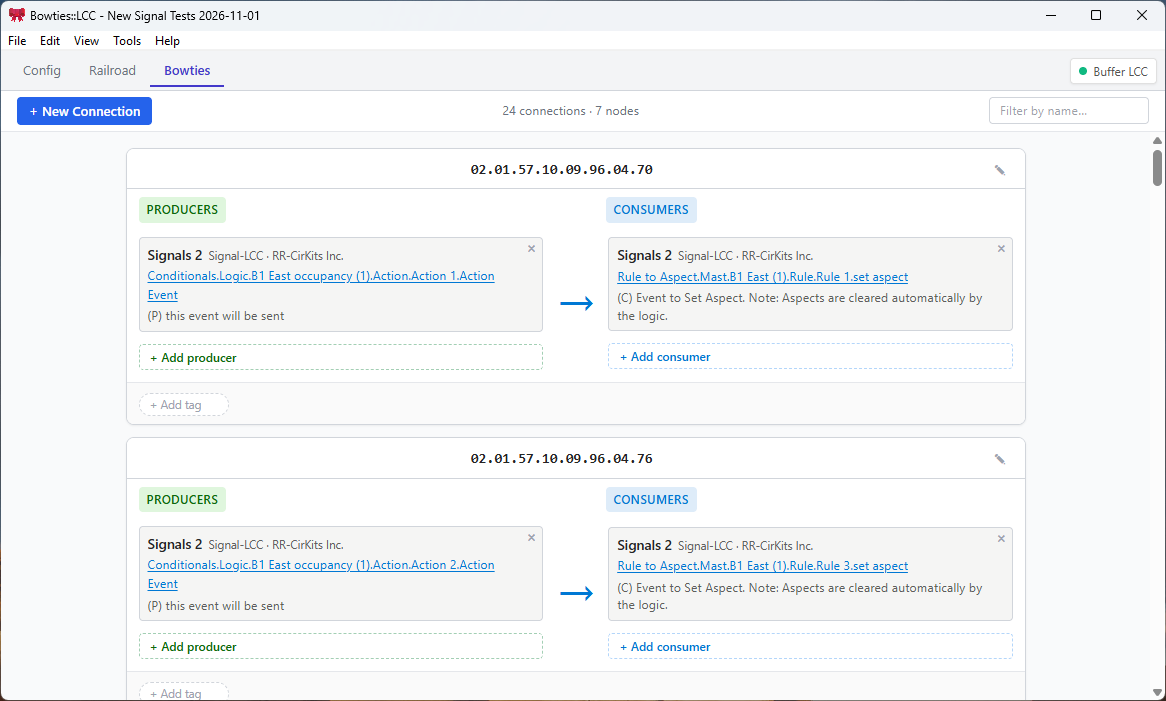 Bowties::LCC - New Signal Tests 2026-11-01
File Edit View Tools Help
Config Railroad Bowties
Buffer LCC
+ New Connection
24 connections · 7 nodes
Filter by name...
02.01.57.10.09.96.04.70
PRODUCERS
Signals 2 Signal-LCC · RR-CirKits Inc.
×
Conditionals.Logic.B1 East occupancy (1).Action.Action 1.Action
Event
(P) this event will be sent
+ Add producer
→
CONSUMERS
Signals 2 Signal-LCC · RR-CirKits Inc.
×
Rule to Aspect.Mast.B1 East (1).Rule.Rule 1.set aspect
(C) Event to Set Aspect. Note: Aspects are cleared automatically by
the logic.
+ Add consumer
+ Add tag
02.01.57.10.09.96.04.76
PRODUCERS
Signals 2 Signal-LCC · RR-CirKits Inc.
×
Conditionals.Logic.B1 East occupancy (1).Action.Action 2.Action
Event
(P) this event will be sent
+ Add producer
→
CONSUMERS
Signals 2 Signal-LCC · RR-CirKits Inc.
×
Rule to Aspect.Mast.B1 East (1).Rule.Rule 3.set aspect
(C) Event to Set Aspect. Note: Aspects are cleared automatically by
the logic.
+ Add consumer
+ Add tag